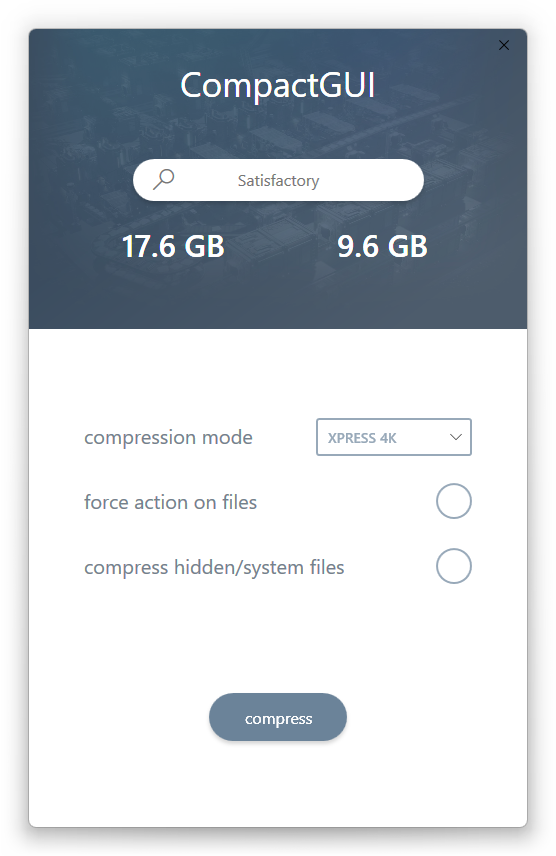 CompactGUI
Satisfactory
17.6 GB 9.6 GB
compression mode XPRESS 4K
force action on files
compress hidden/system files
compress